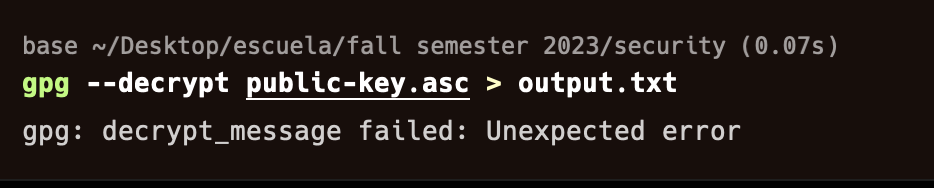 base ~/Desktop/escuela/fall semester 2023/security (0.07s)
gpg --decrypt public-key.asc > output.txt
gpg: decrypt_message failed: Unexpected error